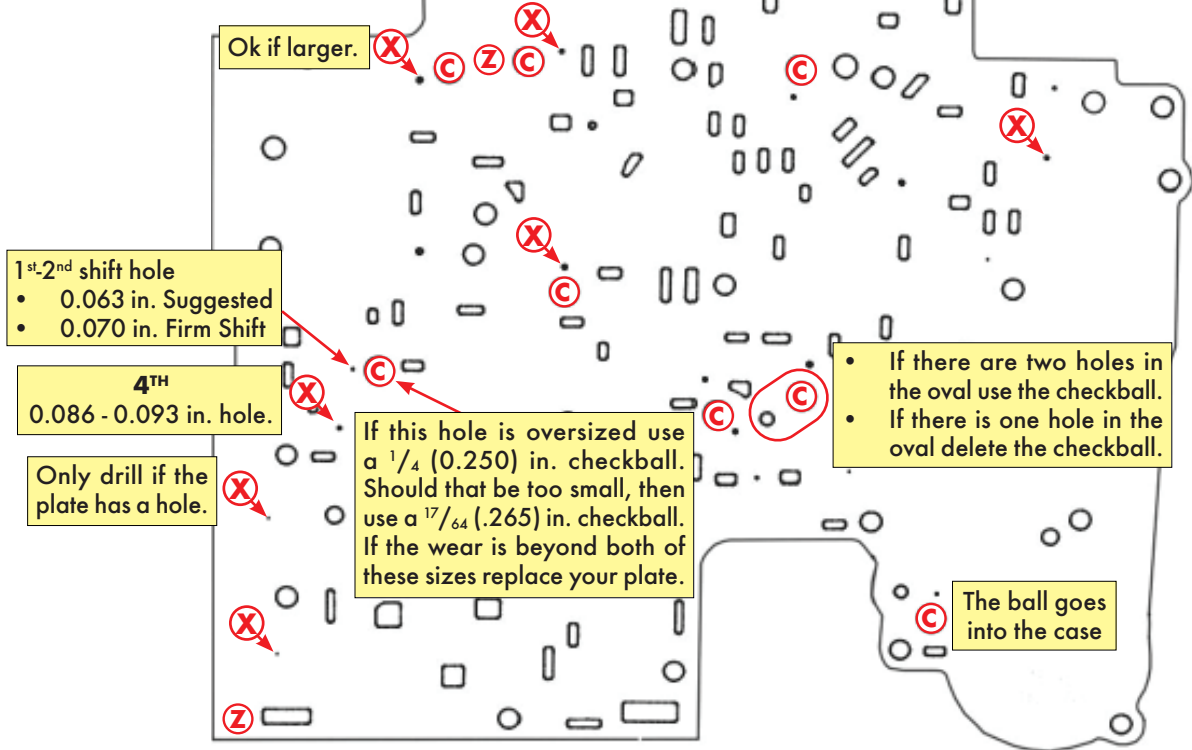 Ok if larger.
X
C
Z
C
X
C
X
X
C
1st-2nd shift hole
• 0.063 in. Suggested
• 0.070 in. Firm Shift
C
4TH
0.086 - 0.093 in. hole.
X
If this hole is oversized use
a 1/4 (0.250) in. checkball.
Should that be too small, then
use a 17/64 (.265) in. checkball.
If the wear is beyond both of
these sizes replace your plate.
C
C
• If there are two holes in
the oval use the checkball.
• If there is one hole in the
oval delete the checkball.
Only drill if the
plate has a hole.
X
X
C
The ball goes
into the case
Z